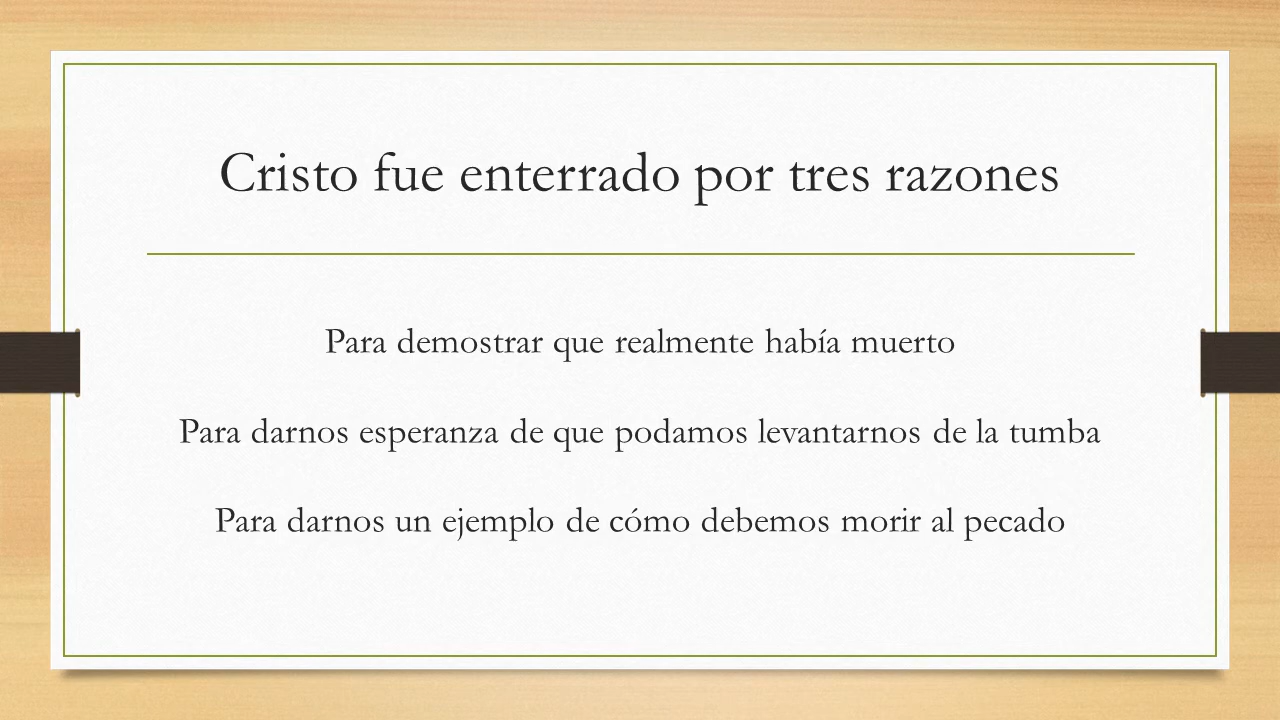 Cristo fue enterrado por tres razones
Para demostrar que realmente había muerto
Para darnos esperanza de que podamos levantarnos de la tumba
Para darnos un ejemplo de cómo debemos morir al pecado